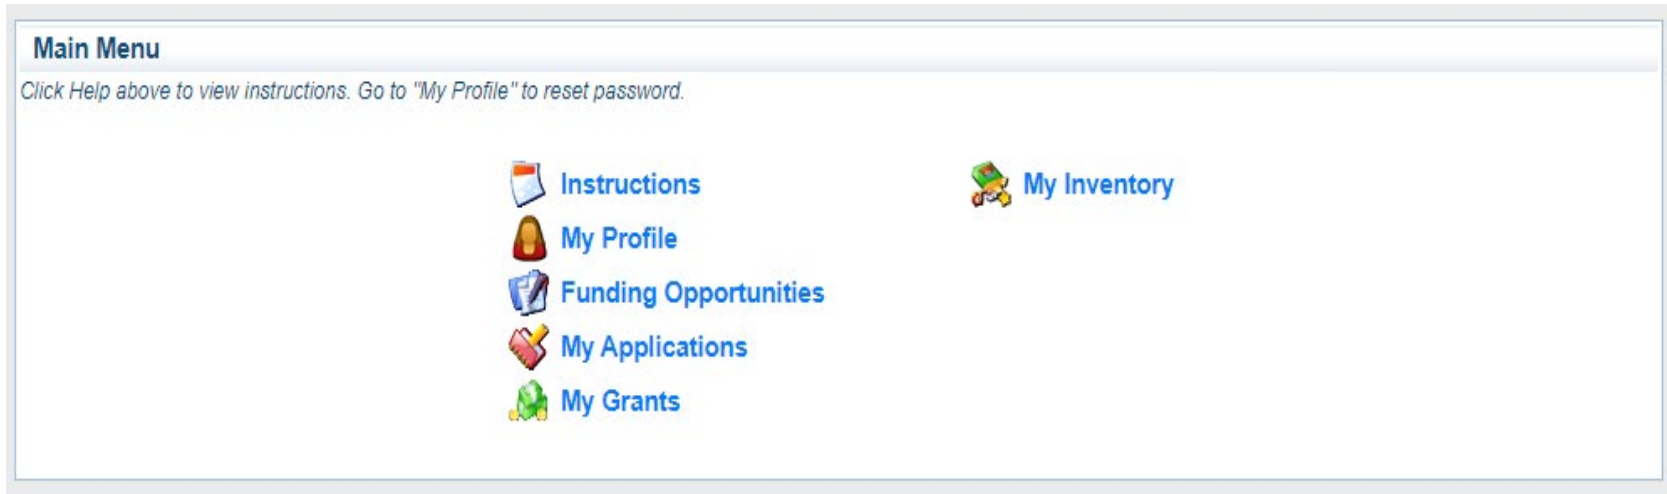 Main Menu
Click Help above to view instructions. Go to "My Profile" to reset password.
Instructions
My Profile
Funding Opportunities
My Applications
My Grants
My Inventory